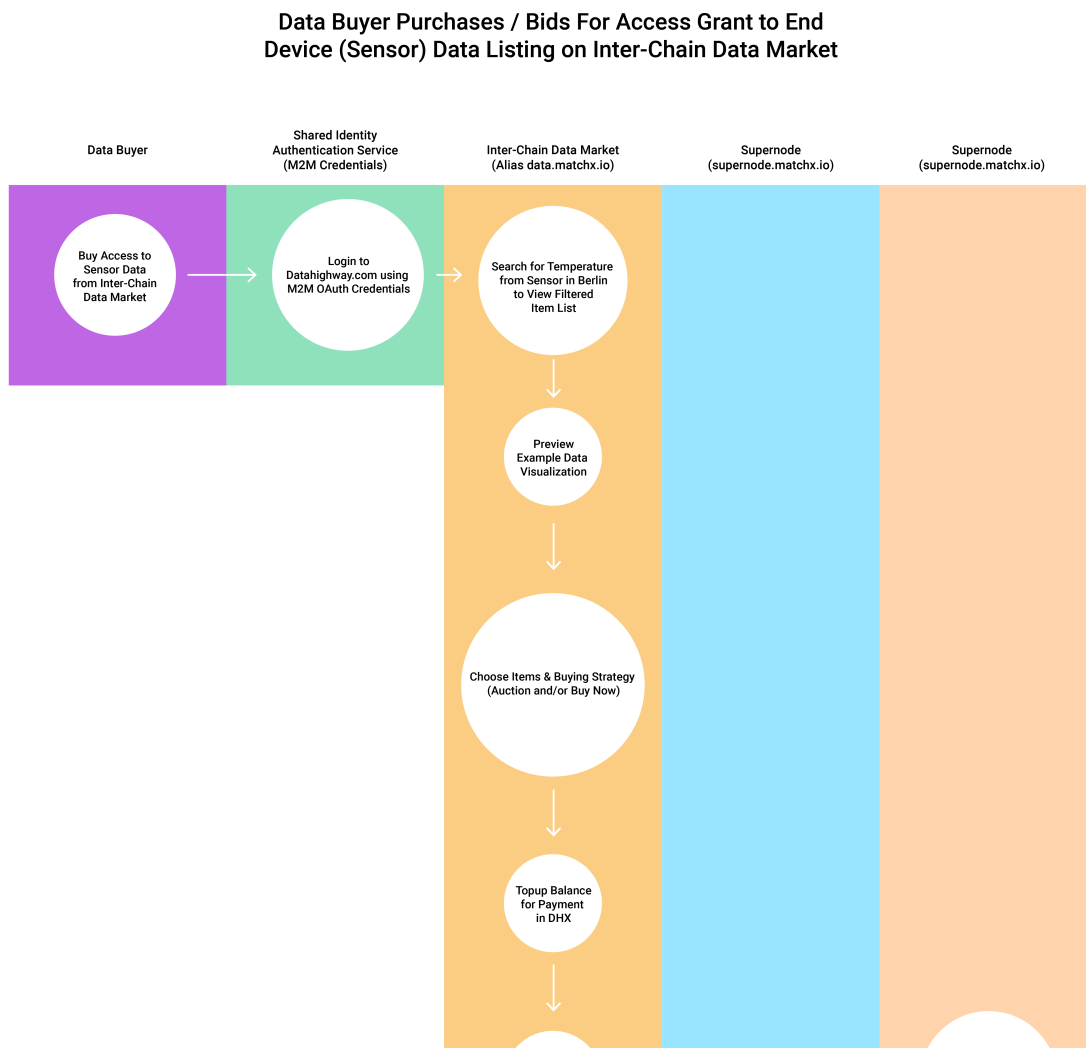 Data Buyer Purchases / Bids For Access Grant to End
Device (Sensor) Data Listing on Inter-Chain Data Market
Data Buyer
Shared Identity
Authentication Service
(M2M Credentials)
Inter-Chain Data Market
(Alias data.matchx.io)
Supernode
(supernode.matchx.io)
Supernode
(supernode.matchx.io)
Buy Access to
Sensor Data
from Inter-Chain
Data Market
Login to
Datahighway.com using
M2M OAuth Credentials
Search for Temperature
from Sensor in Berlin
to View Filtered
Item List
Preview
Example Data
Visualization
Choose Items & Buying Strategy
(Auction and/or Buy Now)
Topup Balance
for Payment
in DHX